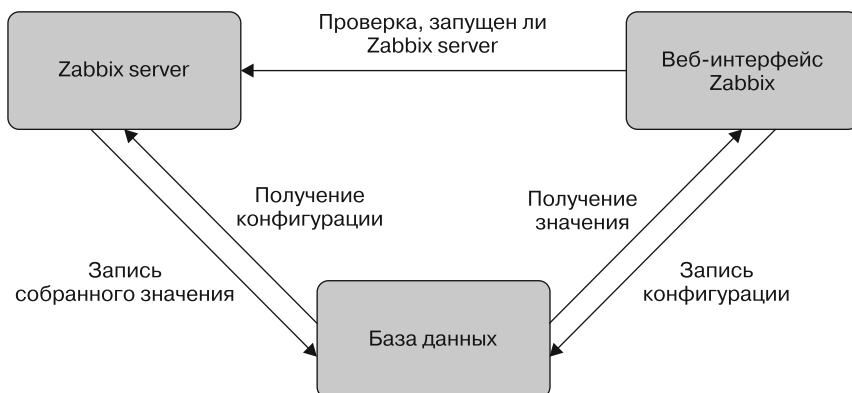 Проверка, запущен ли
Zabbix server
Zabbix server
Веб-интерфейс
Zabbix
Получение
конфигурации
Получение
значения
Запись
собранного значения
Запись
конфигурации
База данных